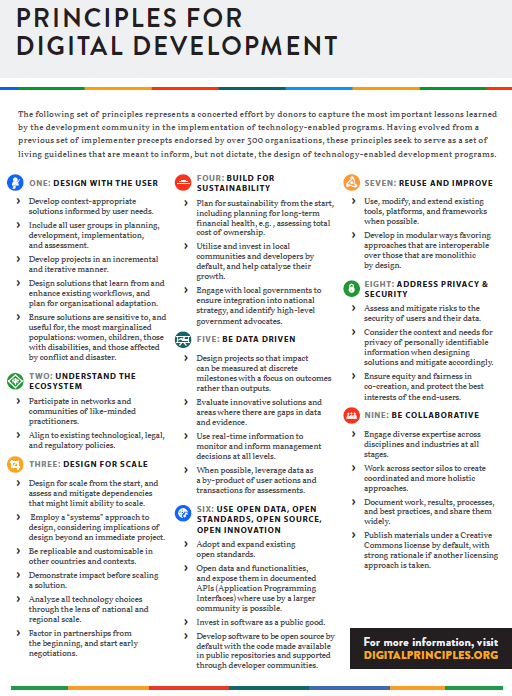 PRINCIPLES FOR
DIGITAL DEVELOPMENT
The following set of principles represents a concerted effort by donors to capture the most important lessons learned
by the development community in the implementation of technology-enabled programs. Having evolved from a
previous set of implementer precepts endorsed by over 300 organisations, these principles seek to serve as a set of
living guidelines that are meant to inform, but not dictate, the design of technology-enabled development programs.
ONE: DESIGN WITH THE USER
› Develop context-appropriate
solutions informed by user needs.
› Include all user groups in planning,
development, implementation,
and assessment.
› Develop projects in an incremental
and iterative manner.
› Design solutions that learn from and
enhance existing workflows, and
plan for organisational adaptation.
› Ensure solutions are sensitive to, and
useful for, the most marginalised
populations: women, children, those
with disabilities, and those affected
by conflict and disaster.
TWO: UNDERSTAND THE
ECOSYSTEM
› Participate in networks and
communities of like-minded
practitioners.
› Align to existing technological, legal,
and regulatory policies.
THREE: DESIGN FOR SCALE
› Design for scale from the start, and
assess and mitigate dependencies
that might limit ability to scale.
› Employ a "systems" approach to
design, considering implications of
design beyond an immediate project.
› Be replicable and customisable in
other countries and contexts.
› Demonstrate impact before scaling
a solution.
› Analyse all technology choices
through the lens of national and
regional scale.
› Factor in partnerships from
the beginning, and start early
negotiations.
FOUR: BUILD FOR
SUSTAINABILITY
› Plan for sustainability from the start,
including planning for long-term
financial health, e.g. , assessing total
cost of ownership.
› Utilise and invest in local
communities and developers by
default, and help catalyse their
growth.
› Engage with local governments to
ensure integration into national
strategy, and identify high-level
government advocates.
FIVE: BE DATA DRIVEN
› Design projects so that impact
can be measured at discrete
milestones with a focus on outcomes
rather than outputs.
› Evaluate innovative solutions and
areas where there are gaps in data
and evidence.
› Use real-time information to
monitor and inform management
decisions at all levels.
› When possible, leverage data as
a by-product of user actions and
transactions for assessments.
SIX: USE OPEN DATA, OPEN
STANDARDS, OPEN SOURCE,
OPEN INNOVATION
› Adopt and expand existing
open standards.
› Open data and functionalities,
and expose them in documented
APIs (Application Programming
Interfaces) where use by a larger
community is possible.
› Invest in software as a public good.
› Develop software to be open source by
default with the code made available
in public repositories and supported
through developer communities.
SEVEN: REUSE AND IMPROVE
› Use, modify, and extend existing
tools, platforms, and frameworks
when possible.
› Develop in modular ways favoring
approaches that are interoperable
over those that are monolithic
by design.
EIGHT: ADDRESS PRIVACY &
SECURITY
› Assess and mitigate risks to the
security of users and their data.
› Consider the context and needs for
privacy of personally identifiable
information when designing
solutions and mitigate accordingly.
› Ensure equity and fairness in
co-creation, and protect the best
interests of the end-users.
NINE: BE COLLABORATIVE
› Engage diverse expertise across
disciplines and industries at all
stages.
› Work across sector silos to create
coordinated and more holistic
approaches.
› Document work, results, processes,
and best practices, and share them
widely.
› Publish materials under a Creative
Commons license by default, with
strong rationale if another licensing
approach is taken.
For more information, visit
DIGITALPRINCIPLES.ORG